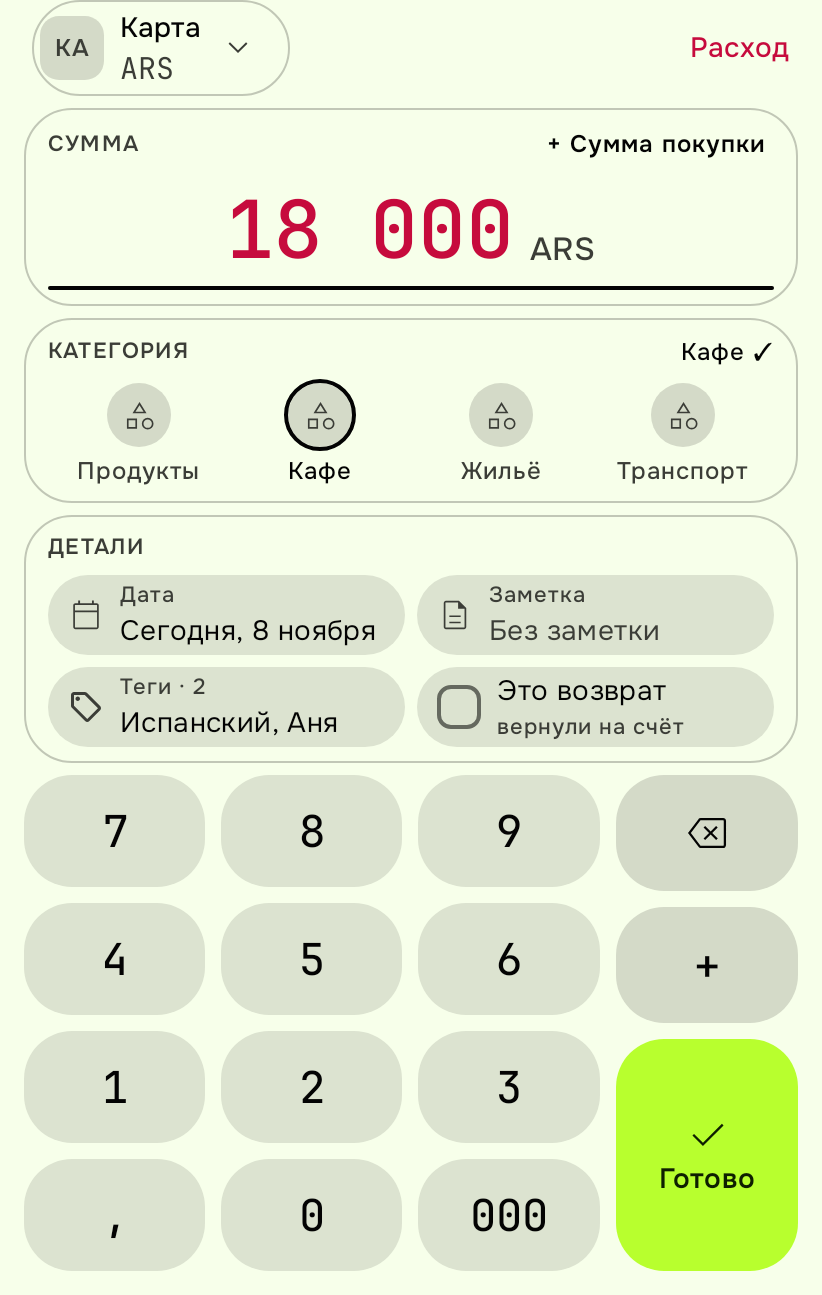 КА
Карта
ARS
Расход
СУММА
+ Сумма покупки
18 000 ARS
КАТЕГОРИЯ
Кафе ✓
Продукты
Кафе
Жильё
Транспорт
ДЕТАЛИ
Дата
Сегодня, 8 ноября
Заметка
Без заметки
Теги · 2
Испанский, Аня
Это возврат
вернули на счёт
7 8 9
4 5 6 +
1 2 3
Готово
, 0 000